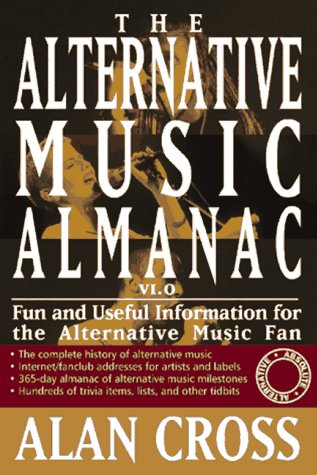 THE
ALTERNATIVE
MUSIC
ALMANAC
V1.0
Fun and Useful Information for
the Alternative Music Fan
• The complete history of alternative music
• Internet/fanclub addresses for artists and labels
• 365-day almanac of alternative music milestones
• Hundreds of trivia items, lists, and other tidbits
ABSOLUTE
ALTERNATIVE
ALAN CROSS